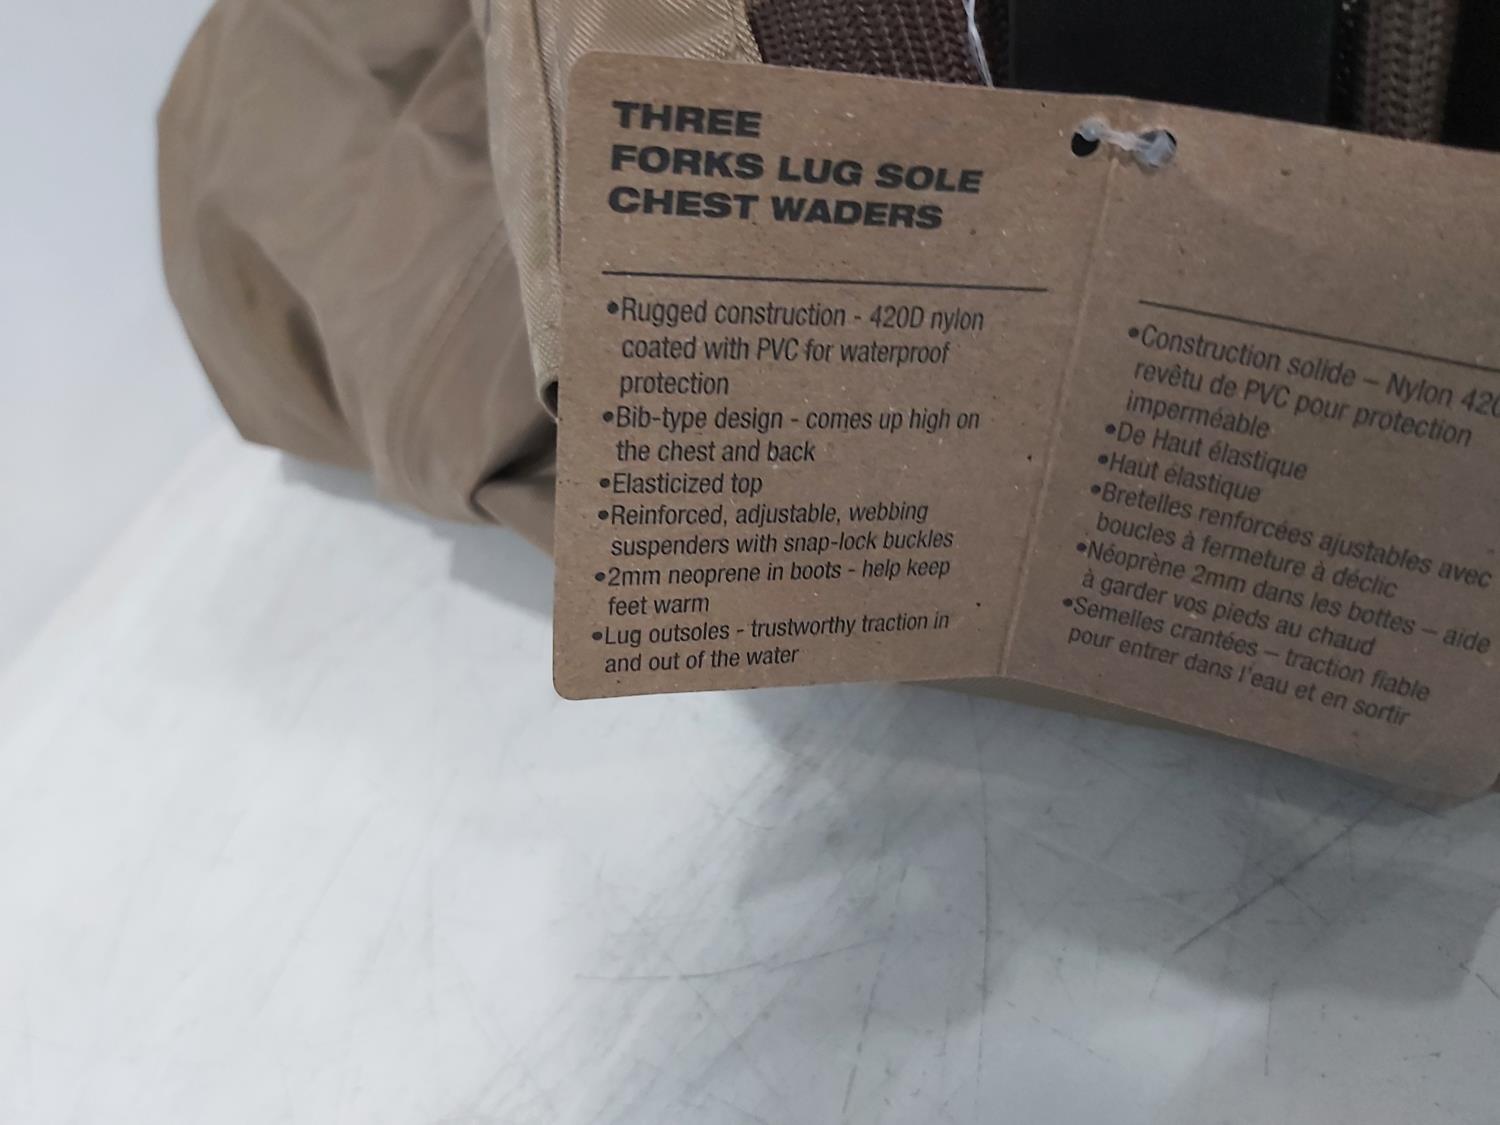 THREE
FORKS LUG SOLE
CHEST WADERS
•Rugged construction - 420D nylon
coated with PVC for waterproof
protection
•Bib-type design - comes up high on
the chest and back
•Elasticized top
•Reinforced, adjustable, webbing
suspenders with snap-lock buckles
•2mm neoprene in boots - help keep
feet warm
•Lug outsoles - trustworthy traction in
and out of the water
•Construction solide – Nylon 420
revêtu de PVC pour protection
imperméable
•De Haut élastique
•Haut élastique
•Bretelles renforcées ajustables avec
boucles à fermeture à déclic
•Néoprène 2mm dans les bottes – aide
à garder vos pieds au chaud
•Semelles crantées – traction fiable
pour entrer dans l'eau et en sortir